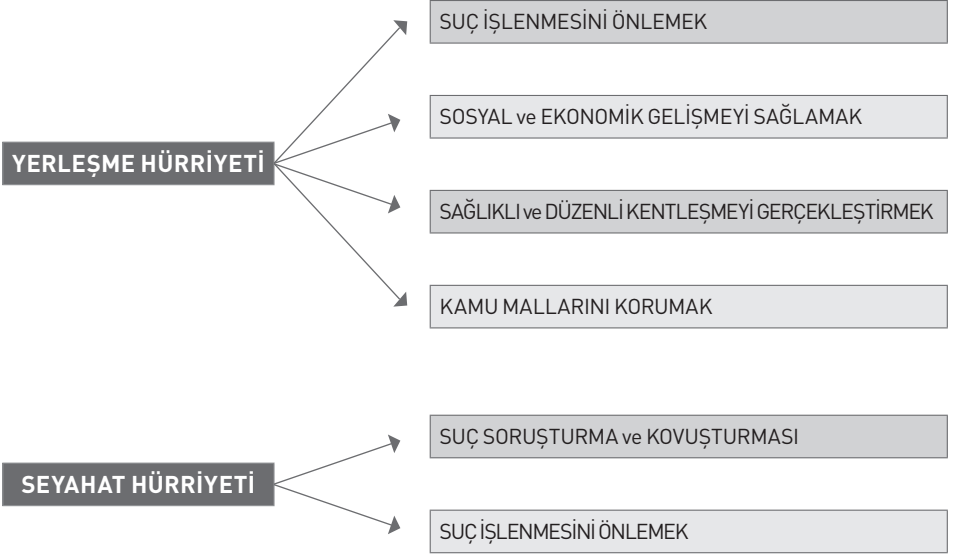 YERLEŞME HÜRRİYETİ
SUÇ İŞLENMESİNİ ÖNLEMEK
SOSYAL ve EKONOMİK GELİŞMEYİ SAĞLAMAK
SAĞLIKLI ve DÜZENLİ KENTLEŞMEYİ GERÇEKLEŞTİRMEK
KAMU MALLARINI KORUMAK
SEYAHAT HÜRRİYETİ
SUÇ SORUŞTURMA ve KOVUŞTURMASI
SUÇ İŞLENMESİNİ ÖNLEMEK